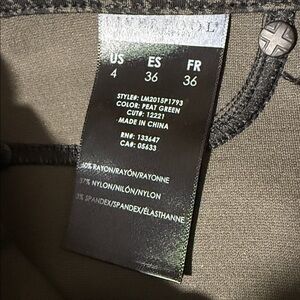 US ES FR
4 36 36
STYLE#: LM2015P1793
COLOR: PEAT GREEN
CUT#: 12221
MADE IN CHINA
RN#: 133647
CA#: 05633
60% RAYON/RAYÓN/RAYONNE
37% NYLON/NILÓN/NYLON
3% SPANDEX/SPANDEX/ÉLASTHANNE